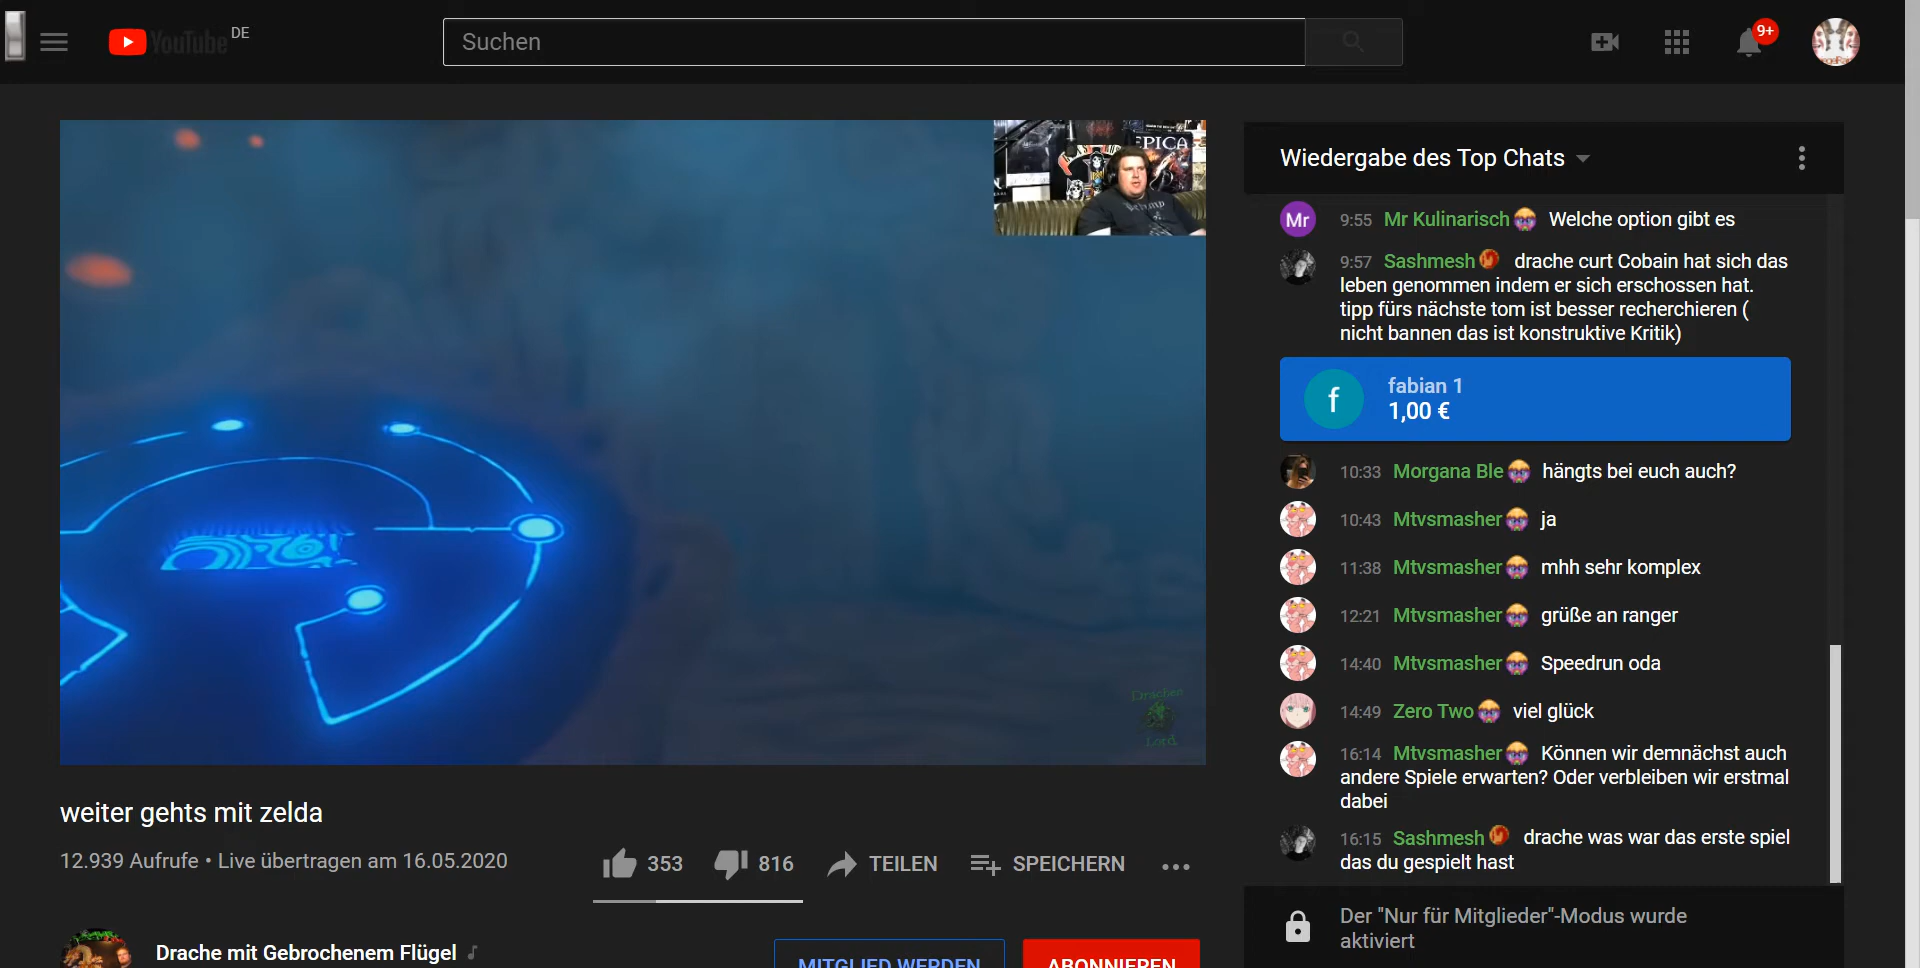 YouTube DE
Suchen
9+
EPICA
Drachen
Lord
weiter gehts mit zelda
12.939 Aufrufe • Live übertragen am 16.05.2020
353
816
TEILEN
SPEICHERN
Drache mit Gebrochenem Flügel
MITGLIED WERDEN
ABONNIEREN
Wiedergabe des Top Chats
Mr 9:55 Mr Kulinarisch Welche option gibt es
9:57 Sashmesh drache curt Cobain hat sich das
leben genommen indem er sich erschossen hat.
tipp fürs nächste tom ist besser recherchieren (
nicht bannen das ist konstruktive Kritik)
f
fabian 1
1,00 €
10:33 Morgana Ble hängts bei euch auch?
10:43 Mtvsmasher ja
11:38 Mtvsmasher mhh sehr komplex
12:21 Mtvsmasher grüße an ranger
14:40 Mtvsmasher Speedrun oda
14:49 Zero Two viel glück
16:14 Mtvsmasher Können wir demnächst auch
andere Spiele erwarten? Oder verbleiben wir erstmal
dabei
16:15 Sashmesh drache was war das erste spiel
das du gespielt hast
Der "Nur für Mitglieder"-Modus wurde
aktiviert